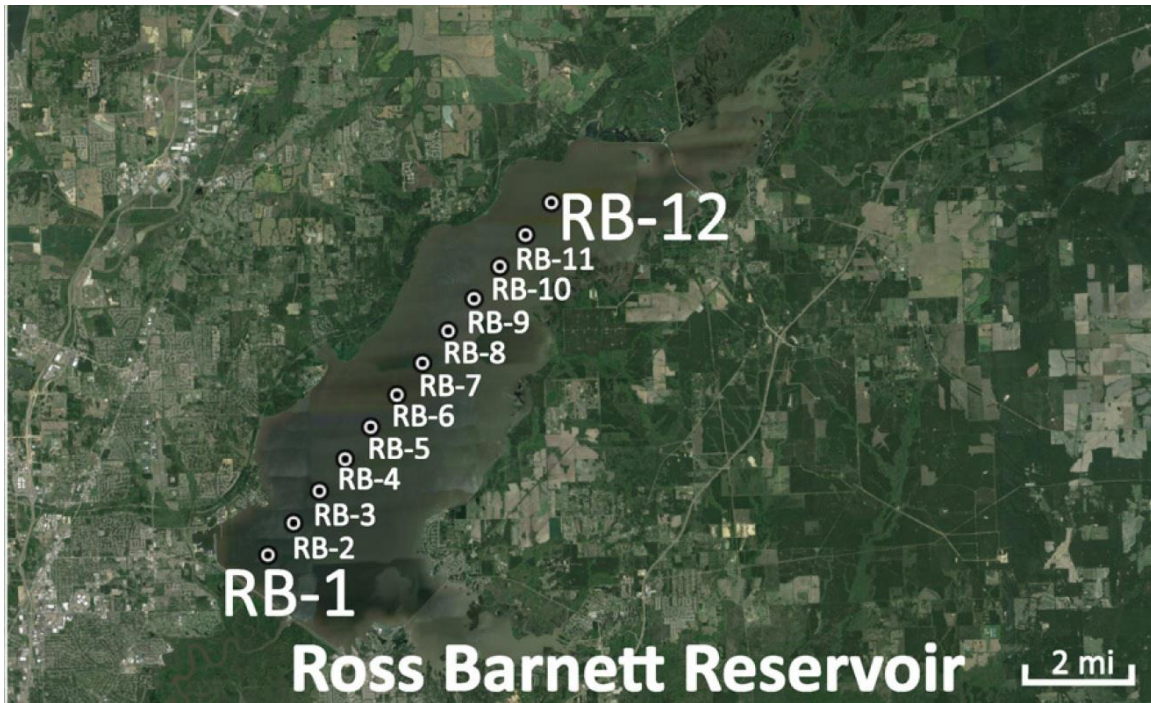 RB-12
RB-11
RB-10
RB-9
RB-8
RB-7
RB-6
RB-5
RB-4
RB-3
RB-2
RB-1
Ross Barnett Reservoir
2 mi